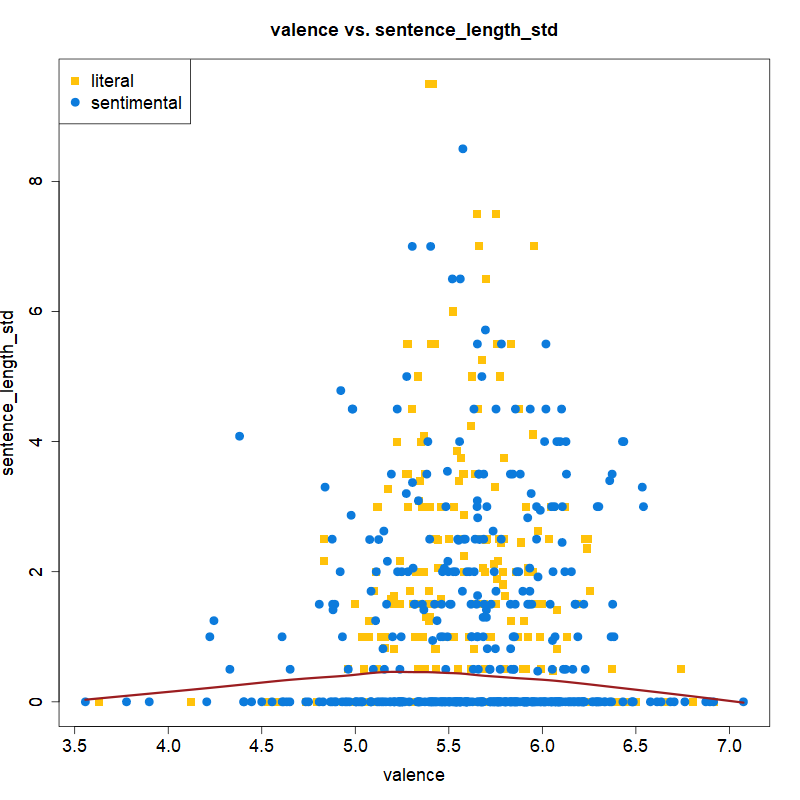 valence vs. sentence_length_std
literal
sentimental
sentence_length_std
8
6
4
2
0
3.5 4.0 4.5 5.0 5.5 6.0 6.5 7.0
valence